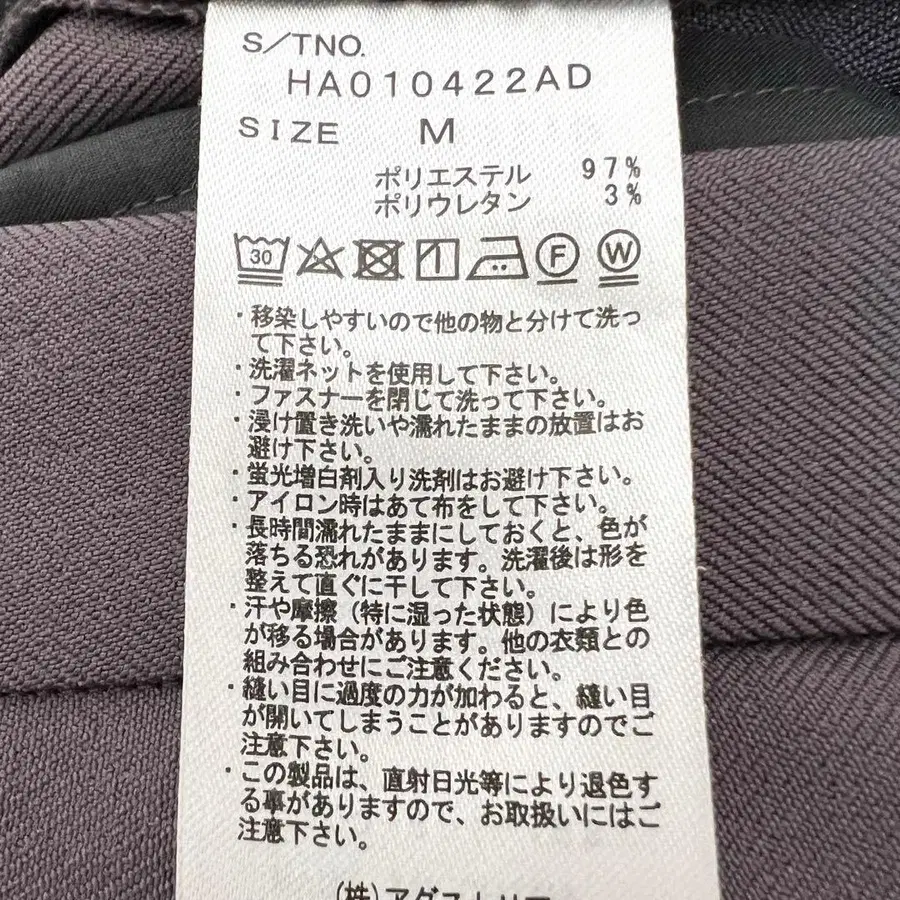 S/TNO.
HA010422AD
SIZE M
ポリエステル 97%
ポリウレタン 3%
30 F W
・移染しやすいので他の物と分けて洗っ
て下さい。
・洗濯ネットを使用して下さい。
・ファスナーを閉じて洗って下さい。
・浸け置き洗いや濡れたままの放置はお
避け下さい。
・蛍光増白剤入り洗剤はお避け下さい。
・アイロン時はあて布をして下さい。
・長時間濡れたままにしておくと、色が
落ちる恐れがあります。洗濯後は形を
整えて直ぐに干して下さい。
・汗や摩擦（特に湿った状態）により色
が移る場合があります。他の衣類との
組み合わせにご注意ください。
・縫い目に過度の力が加わると、縫い目
が開いてしまうことがありますのでご
注意下さい。
・この製品は、直射日光等により退色す
る事がありますので、お取扱いにはご
注意下さい。
(株)アダストリア